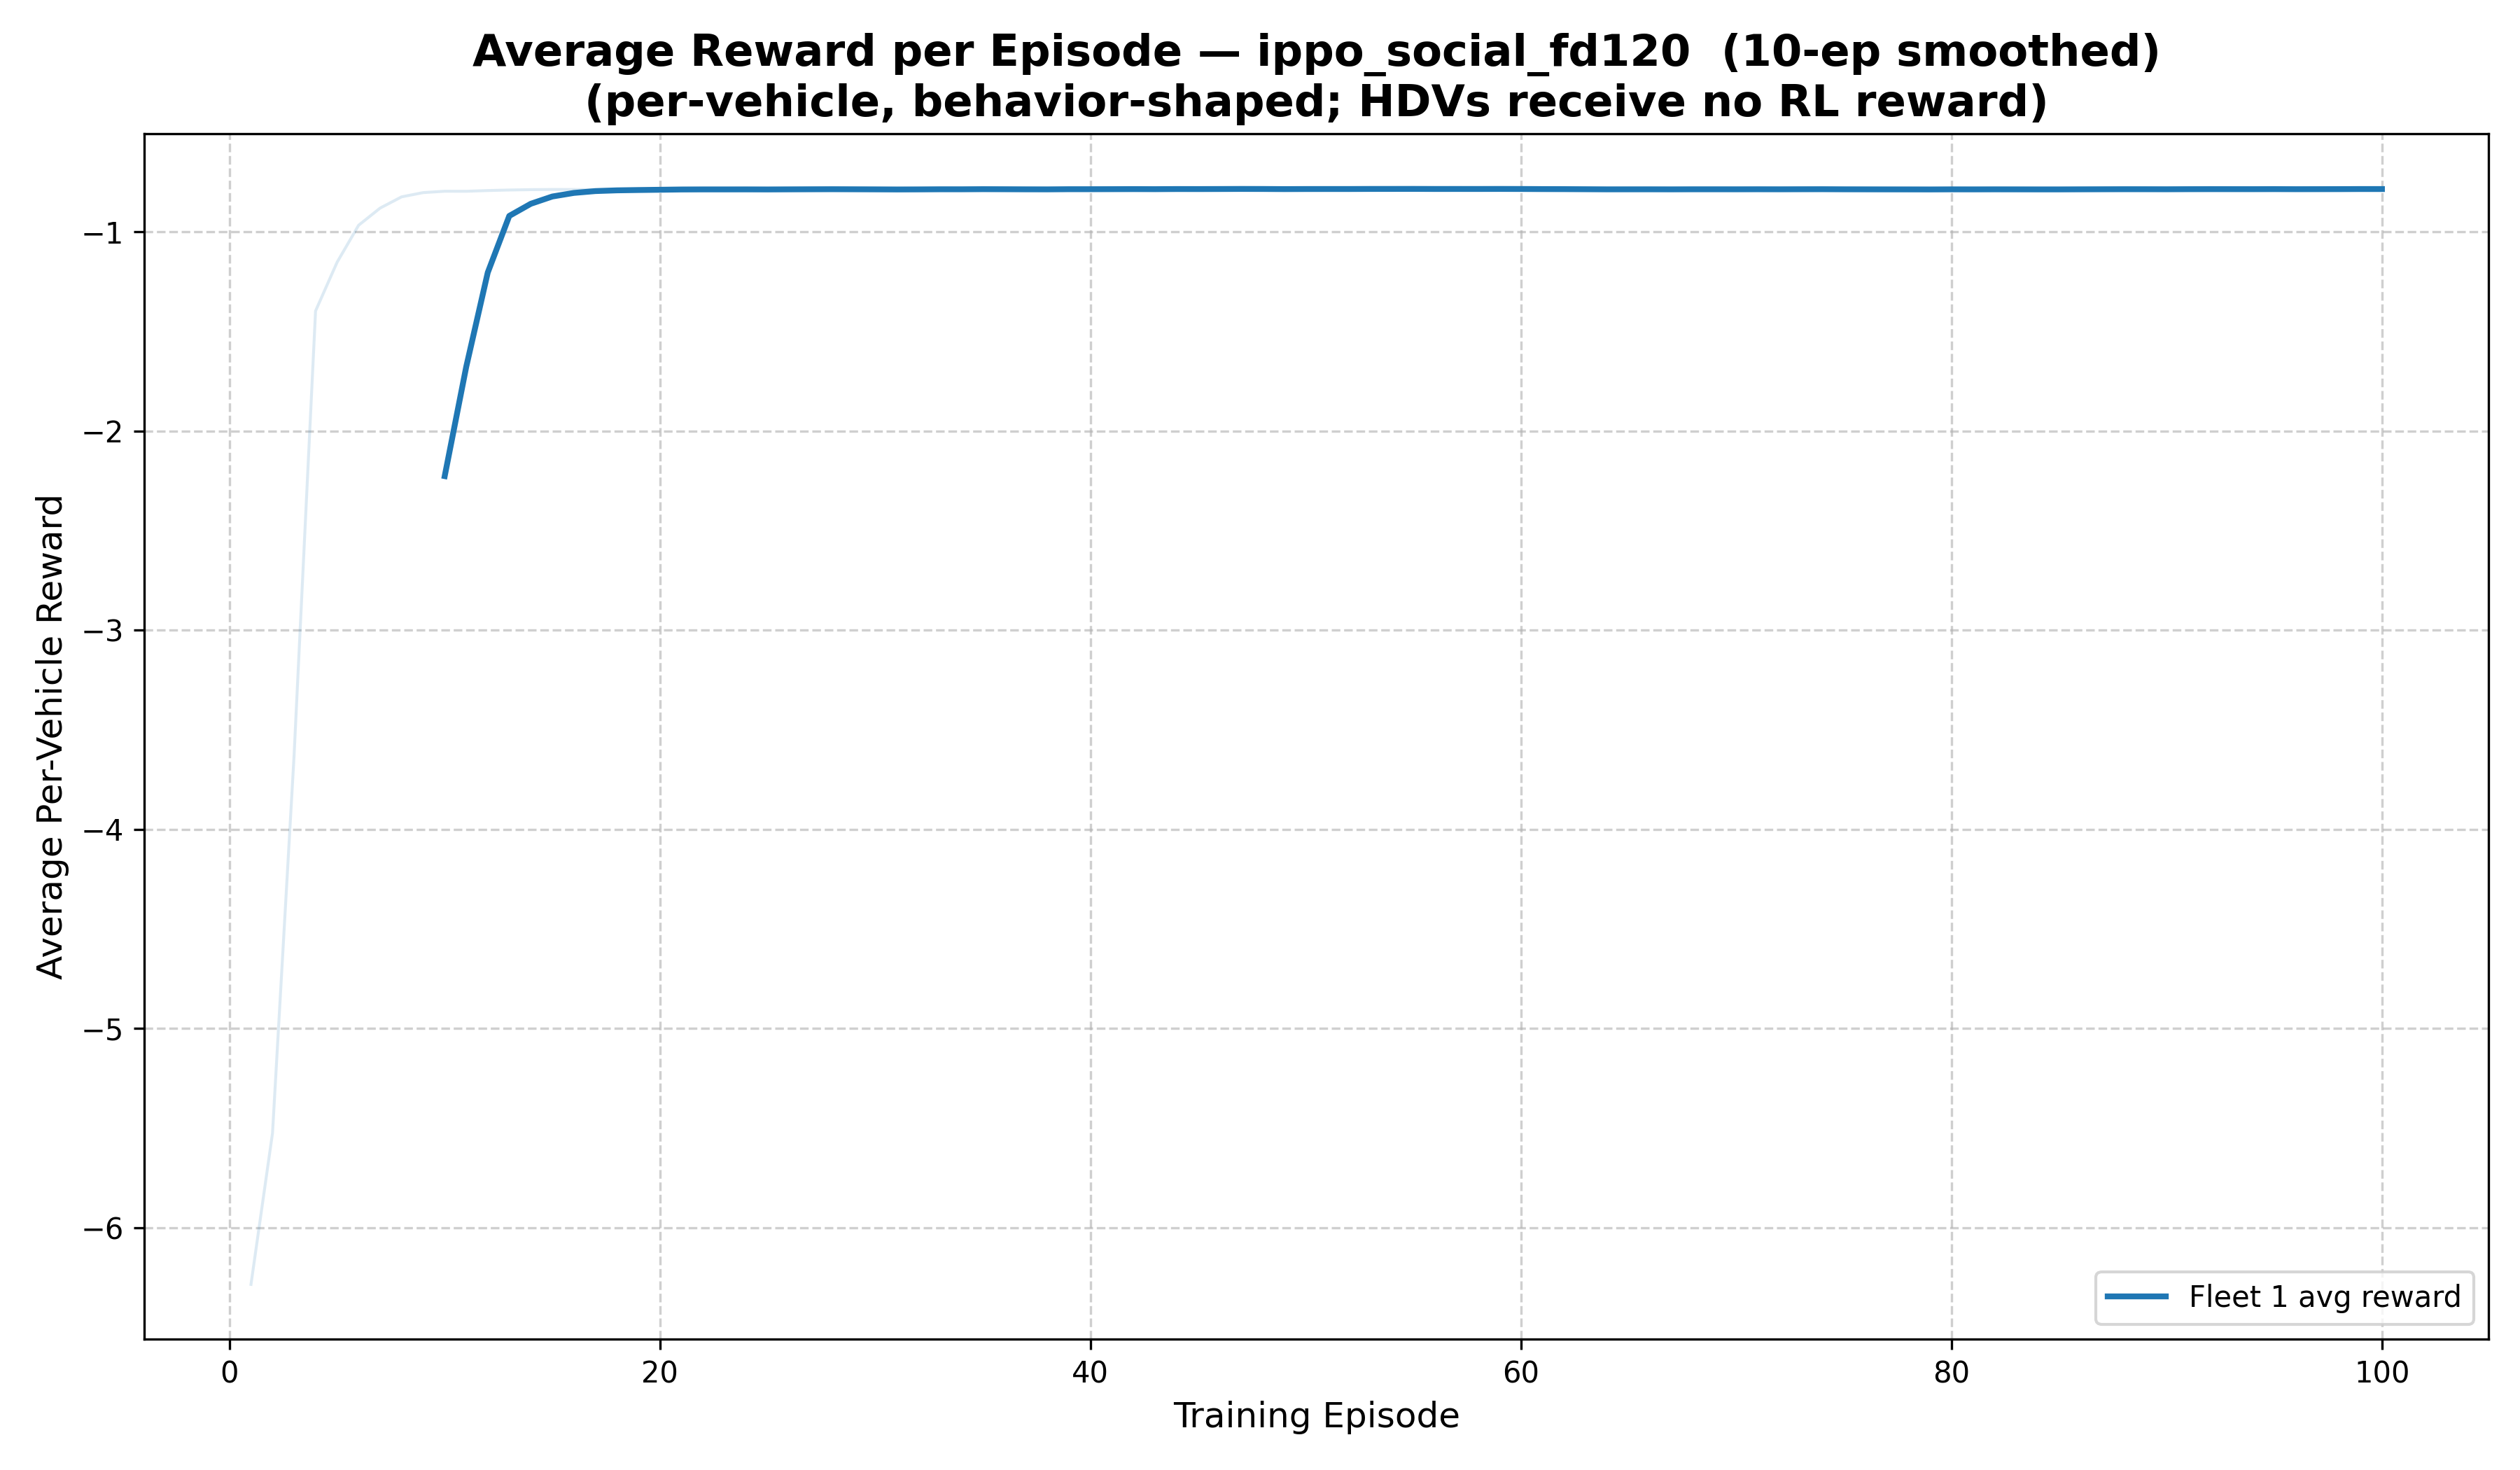 Average Reward per Episode — ippo_social_fd120  (10-ep smoothed)
(per-vehicle, behavior-shaped; HDVs receive no RL reward)
Average Per-Vehicle Reward
−1
−2
−3
−4
−5
−6
Fleet 1 avg reward
0 20 40 60 80 100
Training Episode